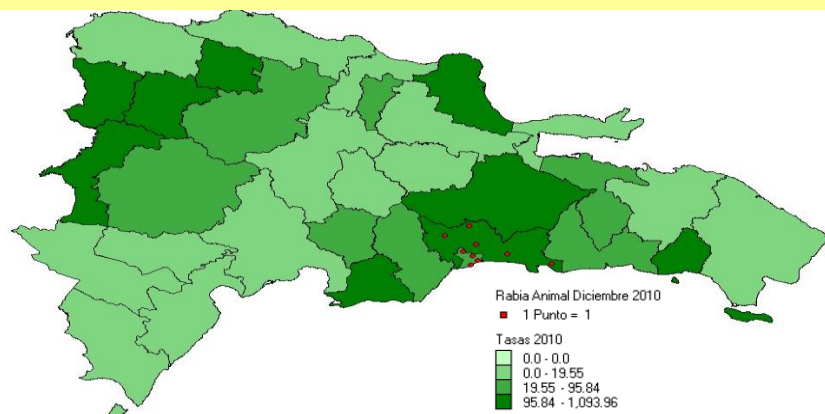 Rabia Animal Diciembre 2010
1 Punto = 1
Tasas 2010
0.0 - 0.0
0.0 - 19.55
19.55 - 95.84
95.84 - 1,093.96